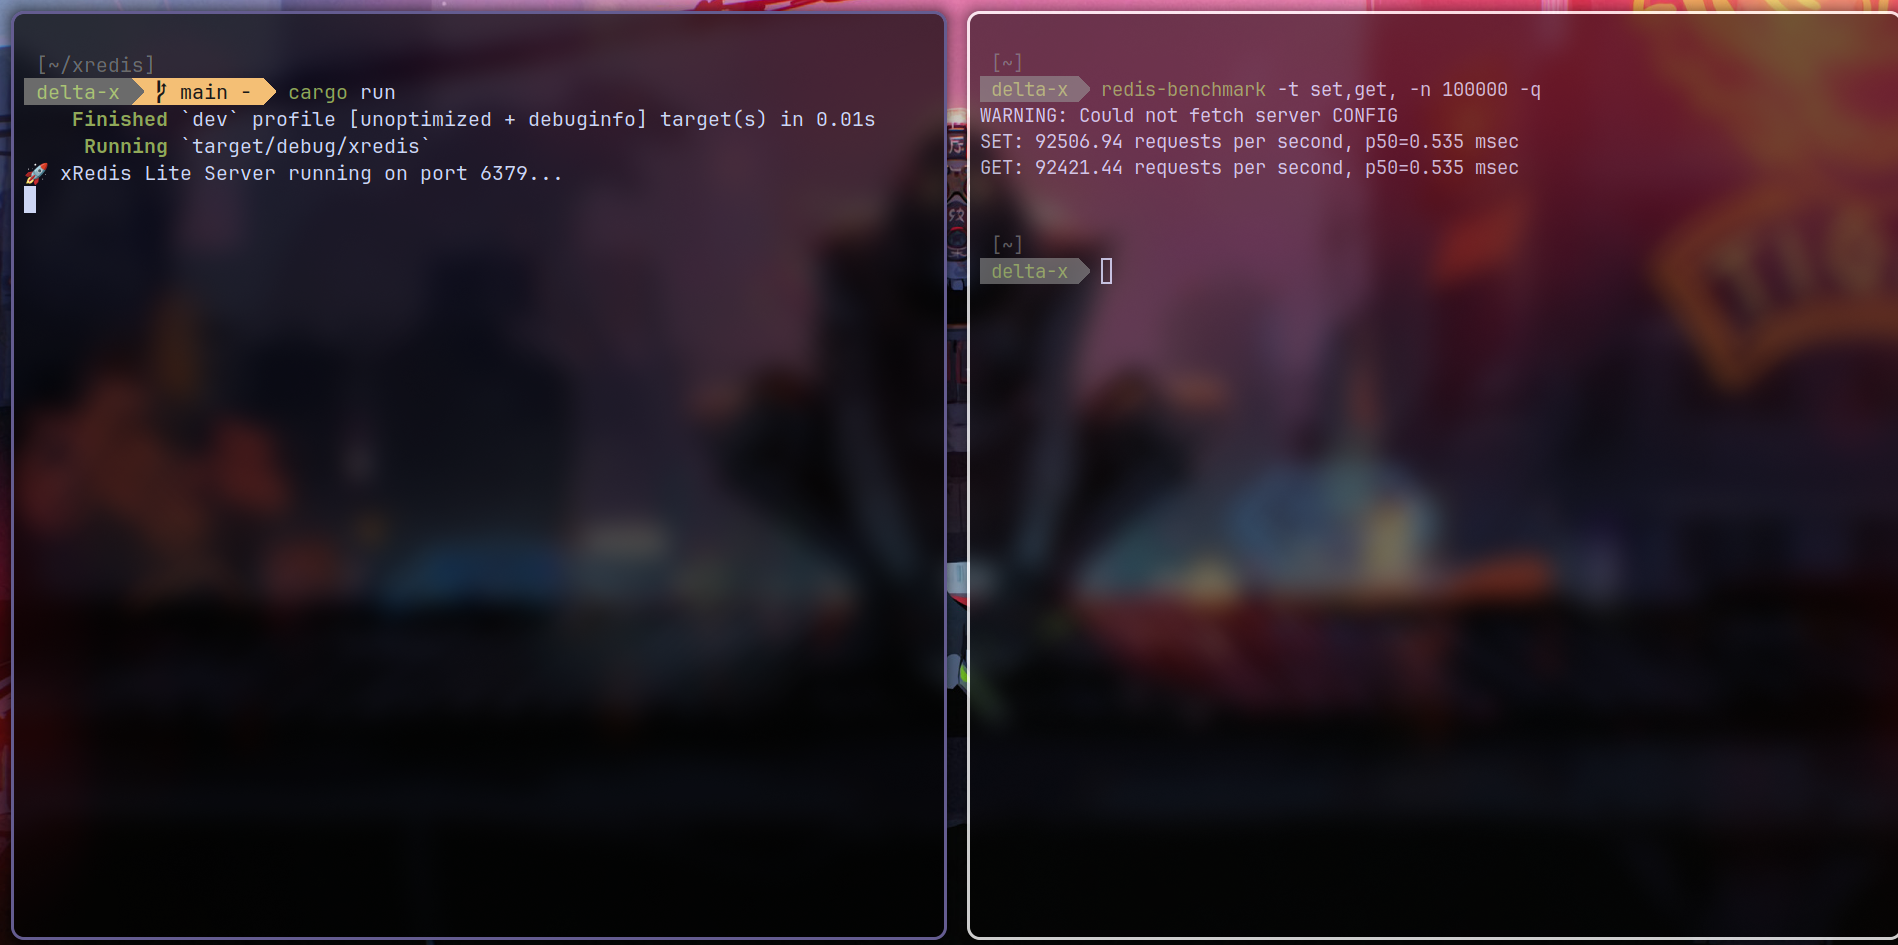 [~/xredis]
delta-x main - cargo run
Finished `dev` profile [unoptimized + debuginfo] target(s) in 0.01s
Running `target/debug/xredis`
🚀 xRedis Lite Server running on port 6379...
[~]
delta-x redis-benchmark -t set,get, -n 100000 -q
WARNING: Could not fetch server CONFIG
SET: 92506.94 requests per second, p50=0.535 msec
GET: 92421.44 requests per second, p50=0.535 msec
[~]
delta-x